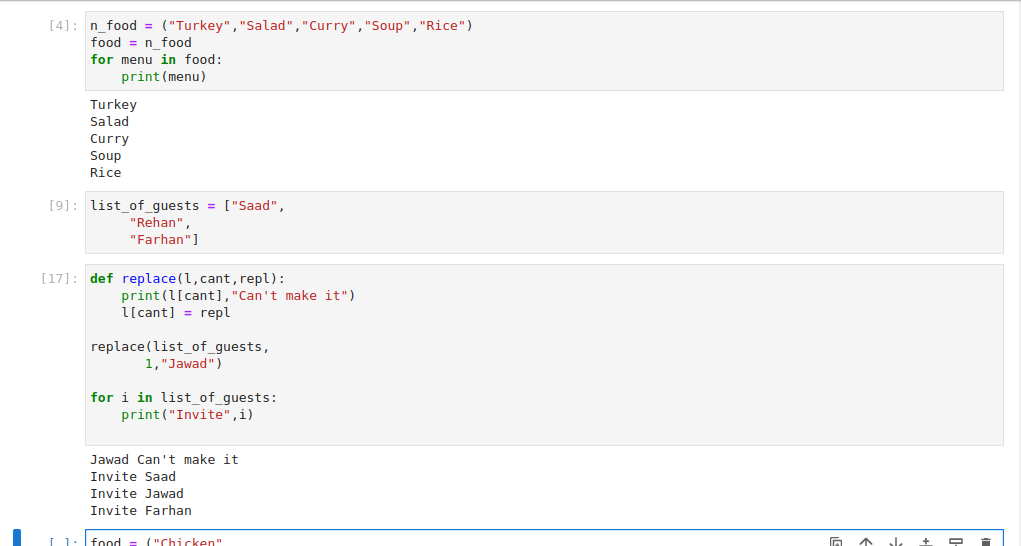 [4]: n_food = ("Turkey","Salad","Curry","Soup","Rice")
food = n_food
for menu in food:
    print(menu)
Turkey
Salad
Curry
Soup
Rice
[9]: list_of_guests = ["Saad",
     "Rehan",
     "Farhan"]
[17]: def replace(l,cant,repl):
    print(l[cant],"Can't make it")
    l[cant] = repl
replace(list_of_guests,
       1,"Jawad")
for i in list_of_guests:
    print("Invite",i)
Jawad Can't make it
Invite Saad
Invite Jawad
Invite Farhan
[ ]: food = ("Chicken"